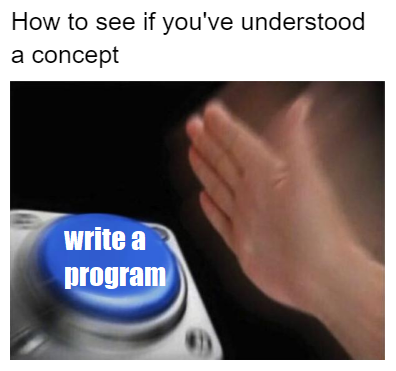 How to see if you've understood
a concept
write a
program